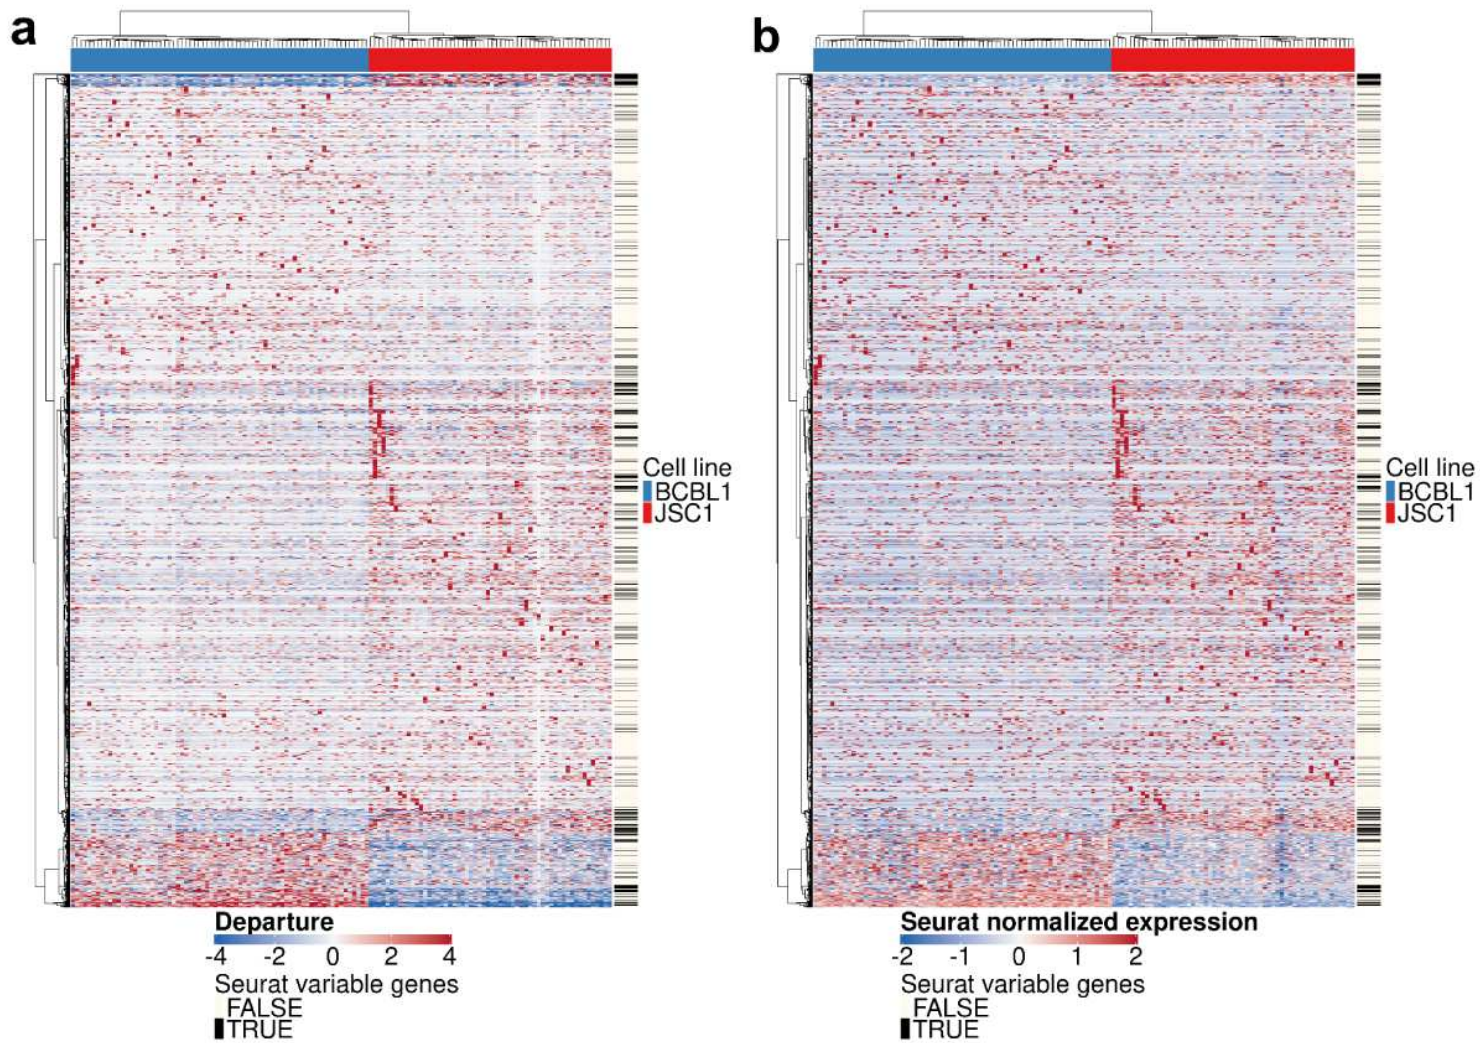 a
Cell line
BCBL1
JSC1
Departure
-4 -2 0 2 4
Seurat variable genes
FALSE
TRUE
b
Cell line
BCBL1
JSC1
Seurat normalized expression
-2 -1 0 1 2
Seurat variable genes
FALSE
TRUE